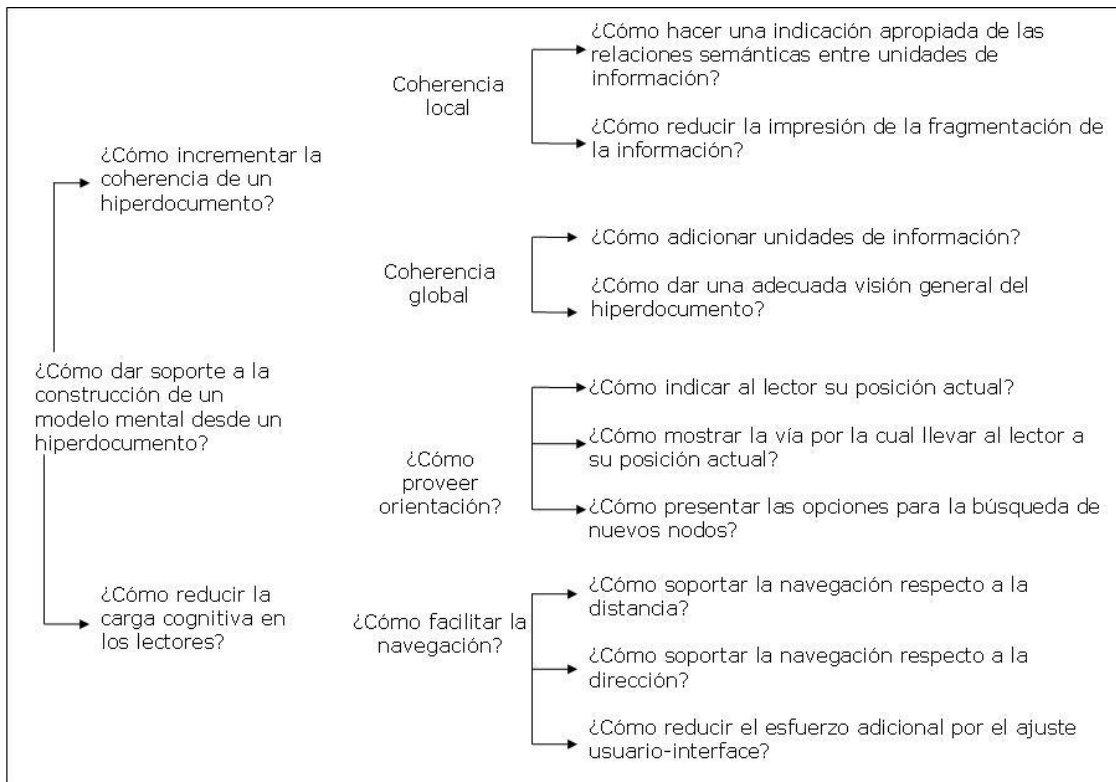 ¿Cómo hacer una indicación apropiada de las
relaciones semánticas entre unidades de
información?
Coherencia
local
¿Cómo reducir la impresión de la fragmentación de
la información?
¿Cómo incrementar la
coherencia de un
hiperdocumento?
¿Cómo adicionar unidades de información?
Coherencia
global
¿Cómo dar una adecuada visión general del
hiperdocumento?
¿Cómo dar soporte a la
construcción de un
modelo mental desde un
hiperdocumento?
¿Cómo indicar al lector su posición actual?
¿Cómo mostrar la vía por la cual llevar al lector a
su posición actual?
¿Cómo
proveer
orientación?
¿Cómo presentar las opciones para la búsqueda de
nuevos nodos?
¿Cómo reducir la
carga cognitiva en
los lectores?
¿Cómo soportar la navegación respecto a la
distancia?
¿Cómo facilitar la
navegación?
¿Cómo soportar la navegación respecto a la
dirección?
¿Cómo reducir el esfuerzo adicional por el ajuste
usuario-interface?